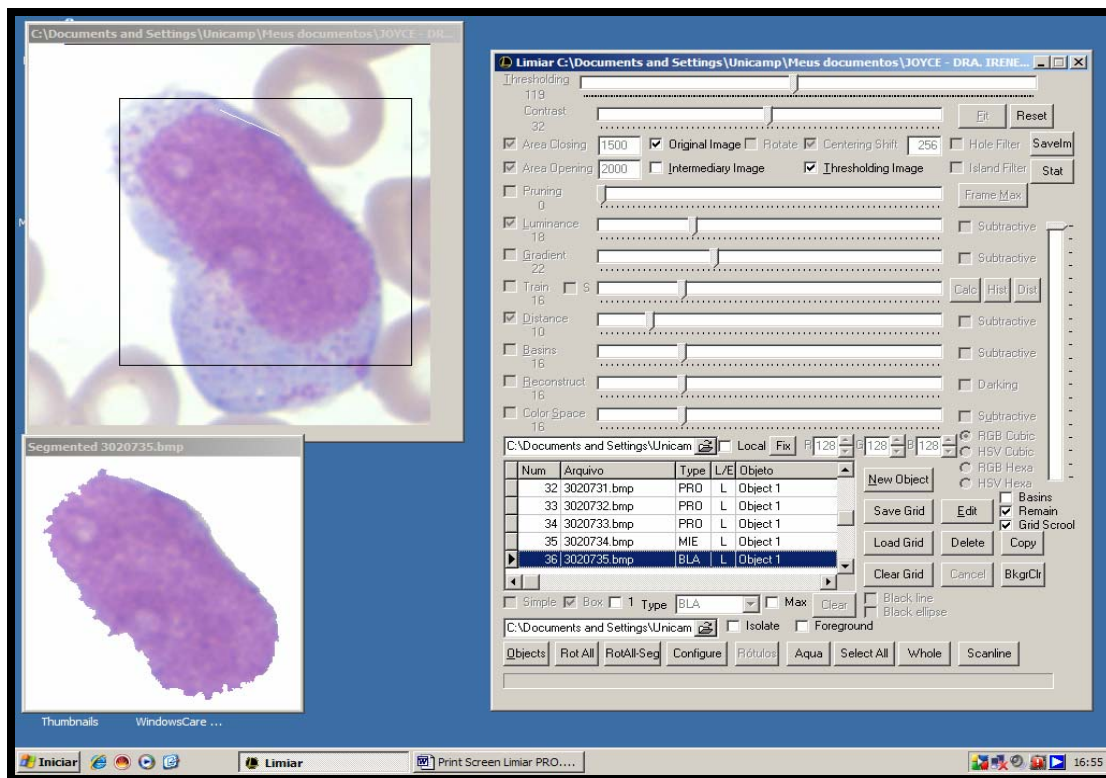 C:\Documents and Settings\Unicamp\Meus documentos\JOYCE - DR...
Segmented 3020735.bmp
Thumbnails
WindowsCare ...
Limiar C:\Documents and Settings\Unicamp\Meus documentos\JOYCE - DRA. IRENE...
Thresholding
119
Contrast
32
Fit Reset
Area Closing 1500 Original Image Rotate Centering Shift 256 Hole Filter SaveIm
Area Opening 2000 Intermediary Image Thresholding Image Island Filter Stat
Pruning
0
Frame Max
Luminance Subtractive
18
Gradient Subtractive
22
Train S Calc Hist Dist
16
Distance Subtractive
10
Basins Subtractive
16
Reconstruct Darking
16
Color Space Subtractive
16
C:\Documents and Settings\Unicam Local Fix R 128 G 128 B 128
RGB Cubic
HSV Cubic
RGB Hexa
HSV Hexa
Num Arquivo Type L/E Objeto
32 3020731.bmp PRO L Object 1
33 3020732.bmp PRO L Object 1
34 3020733.bmp PRO L Object 1
35 3020734.bmp MIE L Object 1
36 3020735.bmp BLA L Object 1
New Object
Basins
Remain
Grid Scrool
Save Grid Edit
Load Grid Delete Copy
Clear Grid Cancel BkgrClr
Simple Box 1 Type BLA Max Clear
Black line
Black ellipse
C:\Documents and Settings\Unicam Isolate Foreground
Objects Rot All RotAll-Seg Configure Rótulos Aqua Select All Whole Scanline
Iniciar Limiar Print Screen Limiar PRO.... 16:55